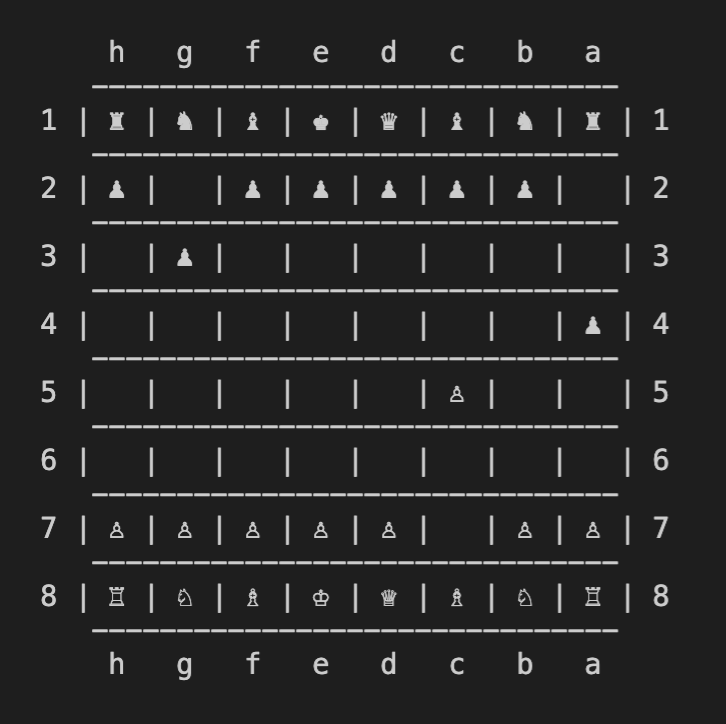 h g f e d c b a
1 | ♜ | ♞ | ♝ | ♚ | ♛ | ♝ | ♞ | ♜ | 1
2 | ♟ | | ♟ | ♟ | ♟ | ♟ | ♟ | | 2
3 | | ♟ | | | | | | | 3
4 | | | | | | | | ♟ | 4
5 | | | | | | ♙ | | | 5
6 | | | | | | | | | 6
7 | ♙ | ♙ | ♙ | ♙ | ♙ | | ♙ | ♙ | 7
8 | ♖ | ♘ | ♗ | ♔ | ♕ | ♗ | ♘ | ♖ | 8
h g f e d c b a